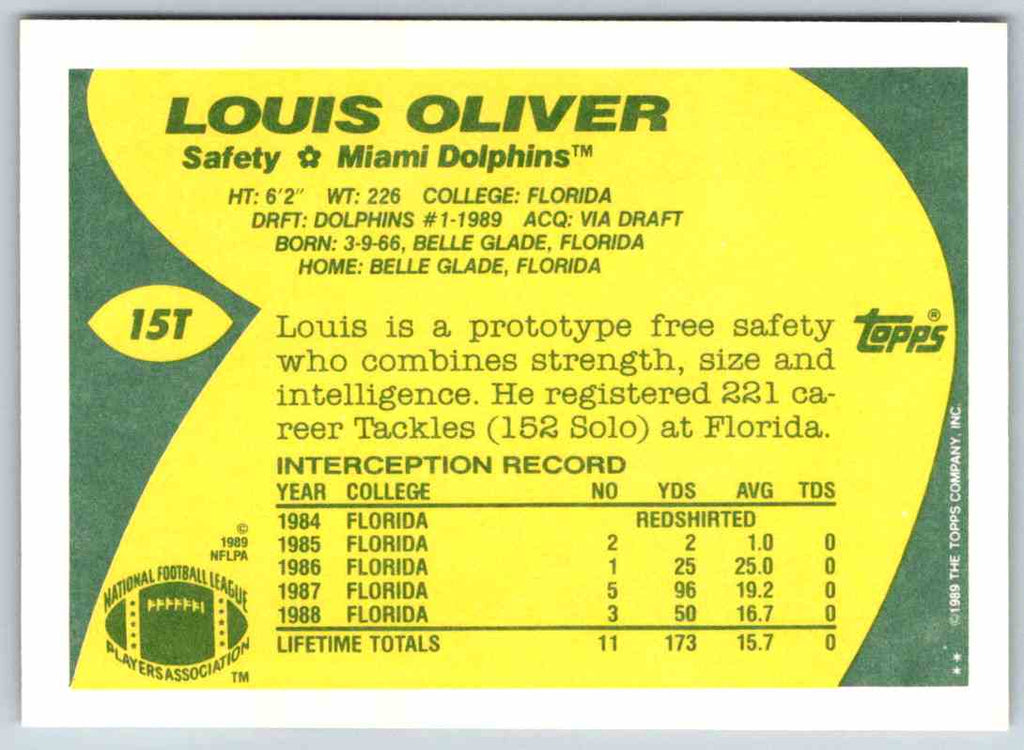 LOUIS OLIVER
Safety ✿ Miami Dolphins™
HT: 6'2" WT: 226 COLLEGE: FLORIDA
DRFT: DOLPHINS #1-1989 ACQ: VIA DRAFT
BORN: 3-9-66, BELLE GLADE, FLORIDA
HOME: BELLE GLADE, FLORIDA
15T
Louis is a prototype free safety
who combines strength, size and
intelligence. He registered 221 ca-
reer Tackles (152 Solo) at Florida.
topps®
INTERCEPTION RECORD
YEAR COLLEGE NO YDS AVG TDS
1984 FLORIDA REDSHIRTED
1985 FLORIDA 2 2 1.0 0
1986 FLORIDA 1 25 25.0 0
1987 FLORIDA 5 96 19.2 0
1988 FLORIDA 3 50 16.7 0
LIFETIME TOTALS 11 173 15.7 0
©
1989
NFLPA
NATIONAL FOOTBALL LEAGUE
PLAYERS ASSOCIATION
TM
©1989 THE TOPPS COMPANY, INC.
**